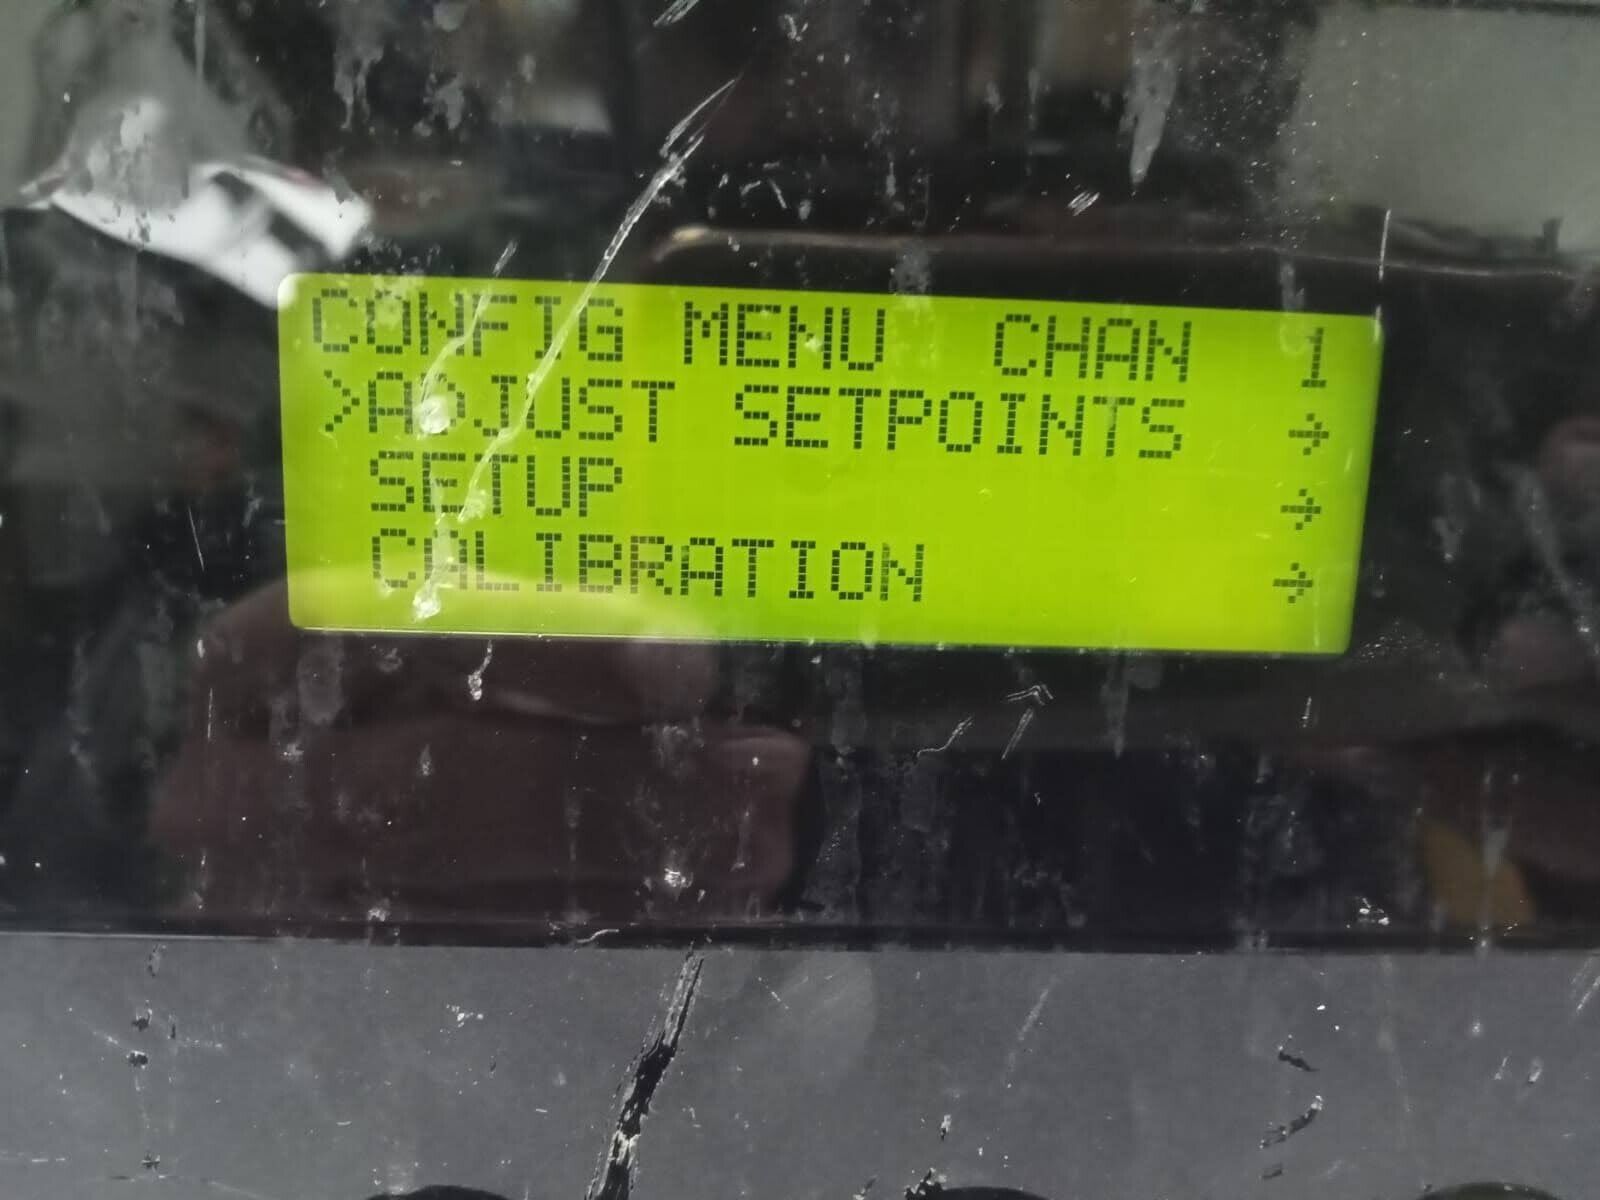 CONFIG MENU CHAN 1
>ADJUST SETPOINTS →
SETUP →
CALIBRATION →